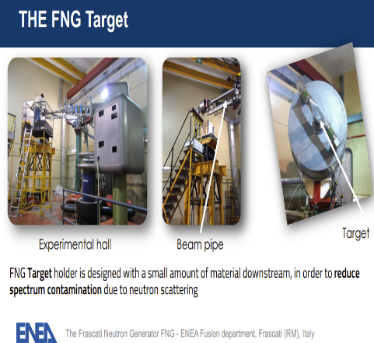 THE FNG Target
Experimental hall
Beam pipe
Target
FNG Target holder is designed with a small amount of material downstream, in order to reduce
spectrum contamination due to neutron scattering
ENEA
The Frascati Neutron Generator FNG - ENEA Fusion department, Frascati (RM), Italy